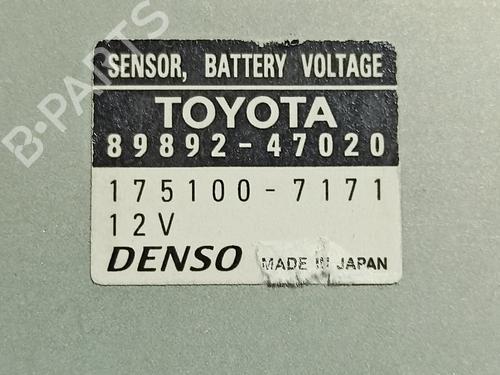 SENSOR, BATTERY VOLTAGE
TOYOTA
89892-47020
175100-7171
12V
DENSO MADE IN JAPAN
B-PARTS